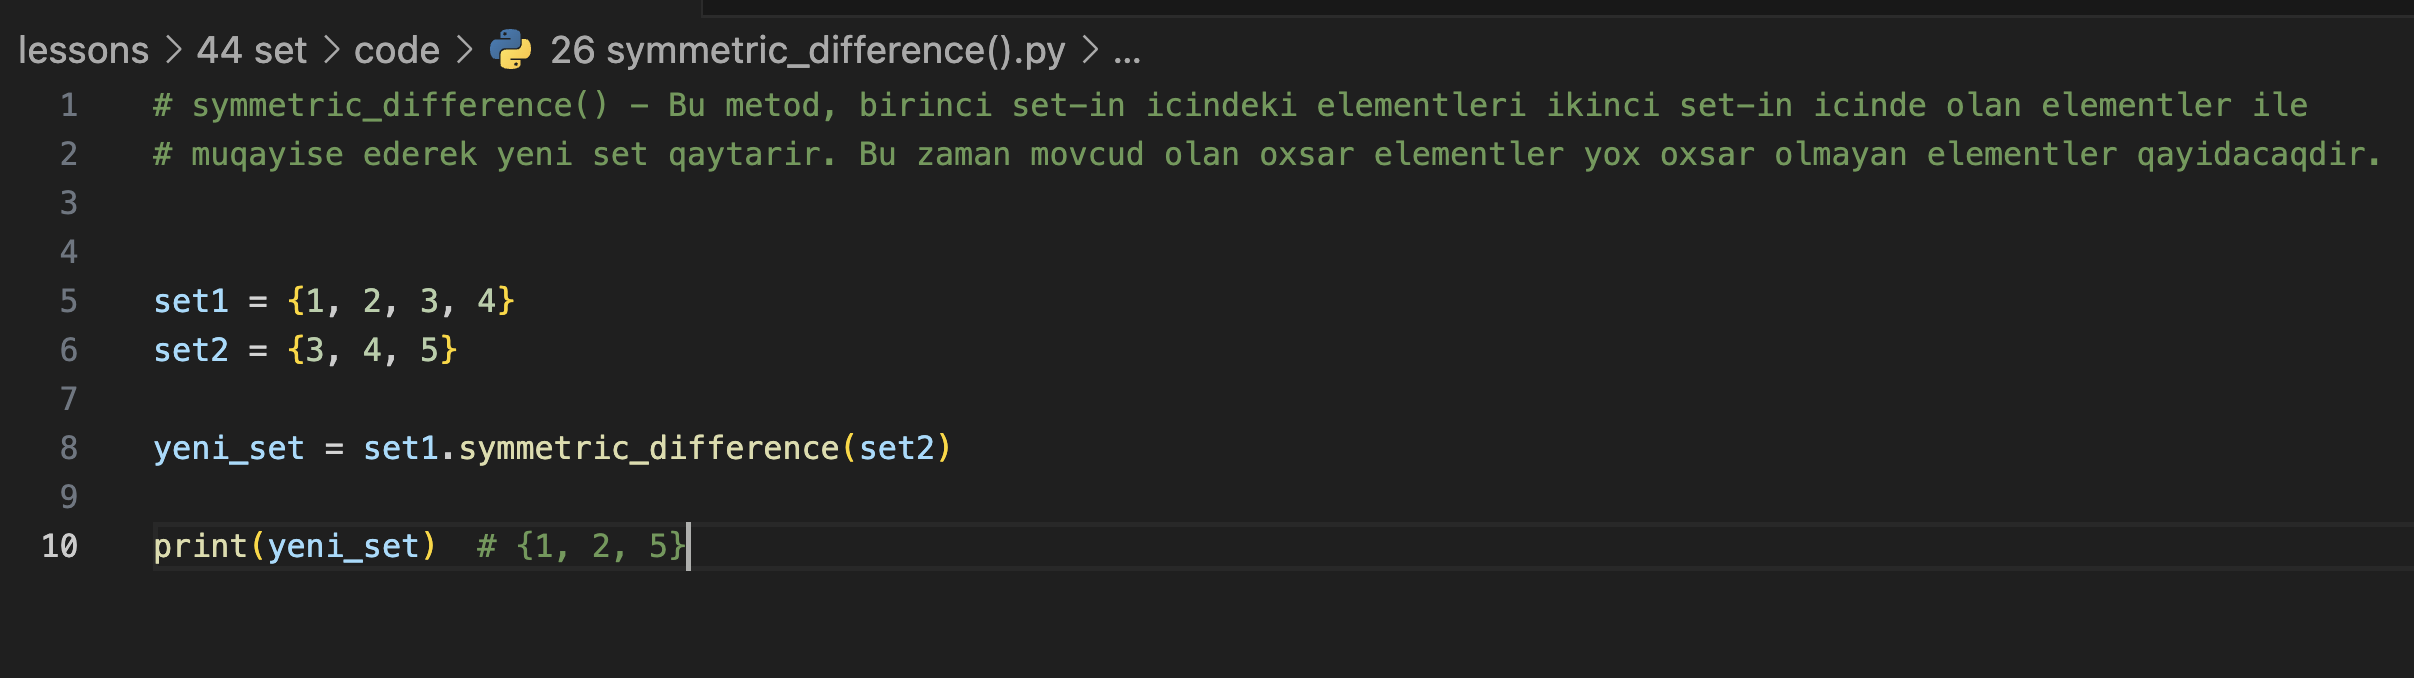 lessons > 44 set > code > 26 symmetric_difference().py > ...
1 # symmetric_difference() - Bu metod, birinci set-in icindeki elementleri ikinci set-in icinde olan elementler ile
2 # muqayise ederek yeni set qaytarir. Bu zaman movcud olan oxsar elementler yox oxsar olmayan elementler qayidacaqdir.
3
4
5 set1 = {1, 2, 3, 4}
6 set2 = {3, 4, 5}
7
8 yeni_set = set1.symmetric_difference(set2)
9
10 print(yeni_set)  # {1, 2, 5}